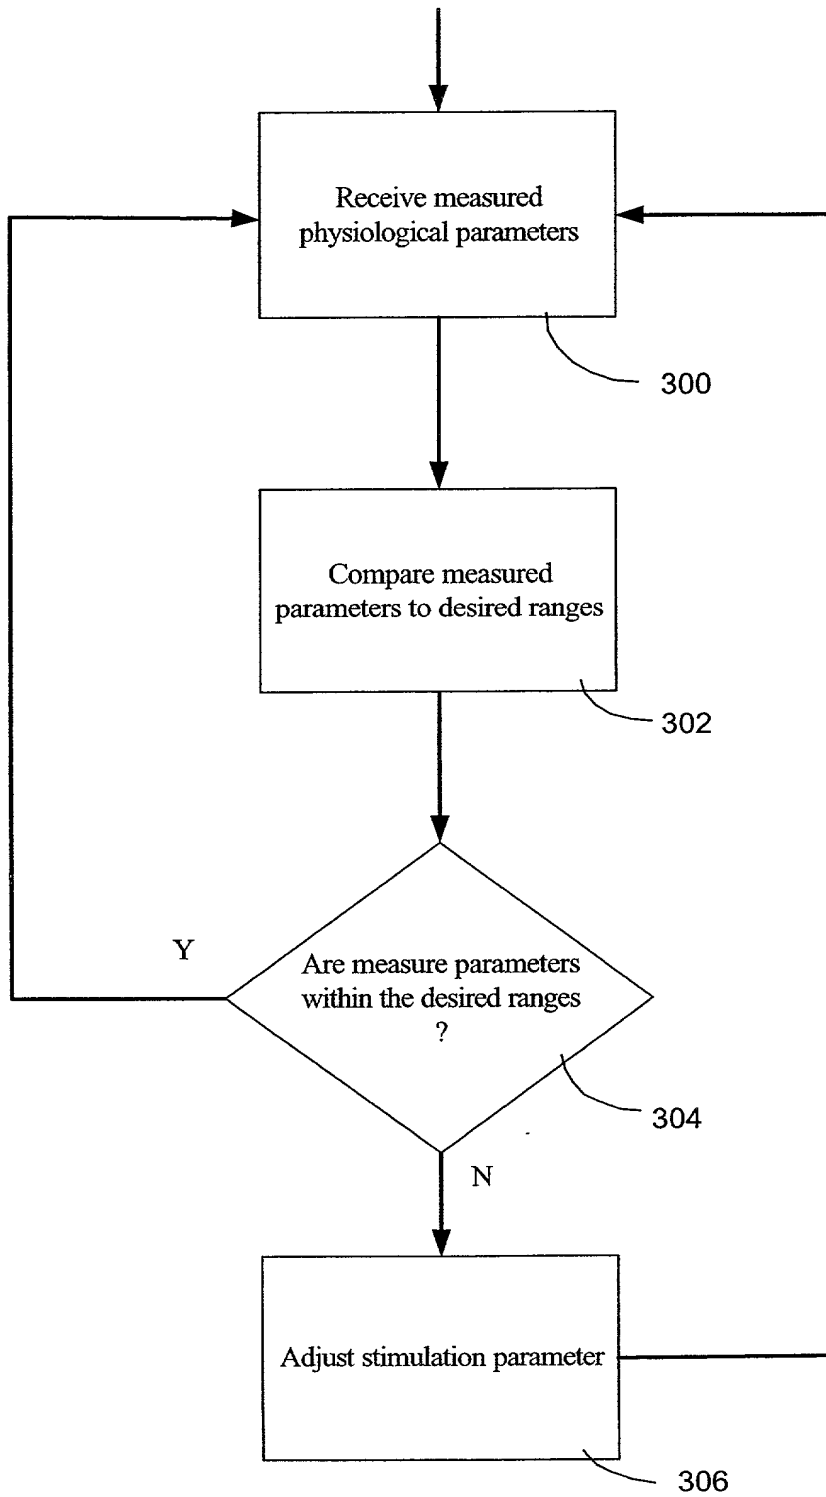 Receive measured
physiological parameters
300
Compare measured
parameters to desired ranges
302
Y
Are measure parameters
within the desired ranges
?
304
N
Adjust stimulation parameter
306